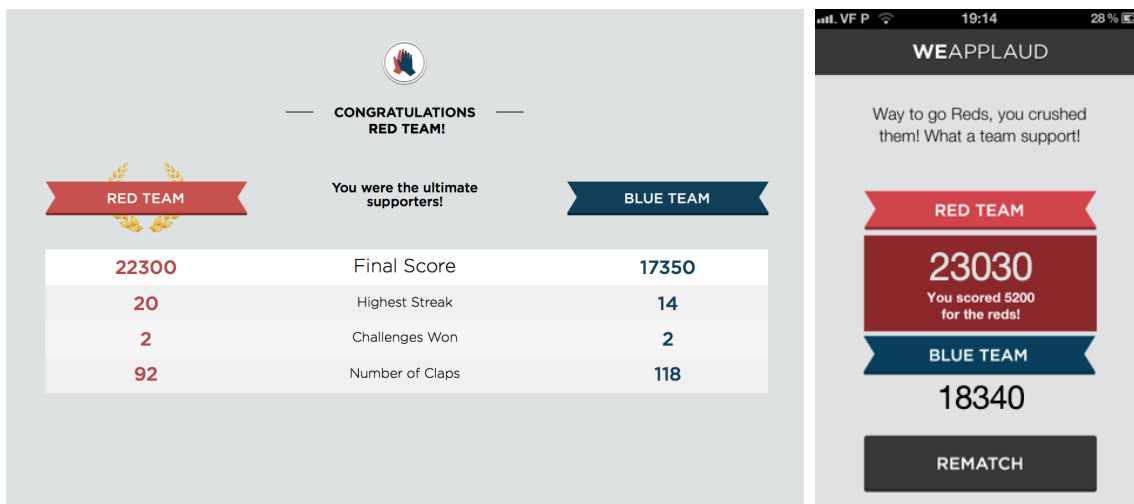 CONGRATULATIONS
RED TEAM!
RED TEAM
You were the ultimate
supporters!
BLUE TEAM
22300 Final Score 17350
20 Highest Streak 14
2 Challenges Won 2
92 Number of Claps 118
VF P 19:14 28%
WEAPPLAUD
Way to go Reds, you crushed
them! What a team support!
RED TEAM
23030
You scored 5200
for the reds!
BLUE TEAM
18340
REMATCH